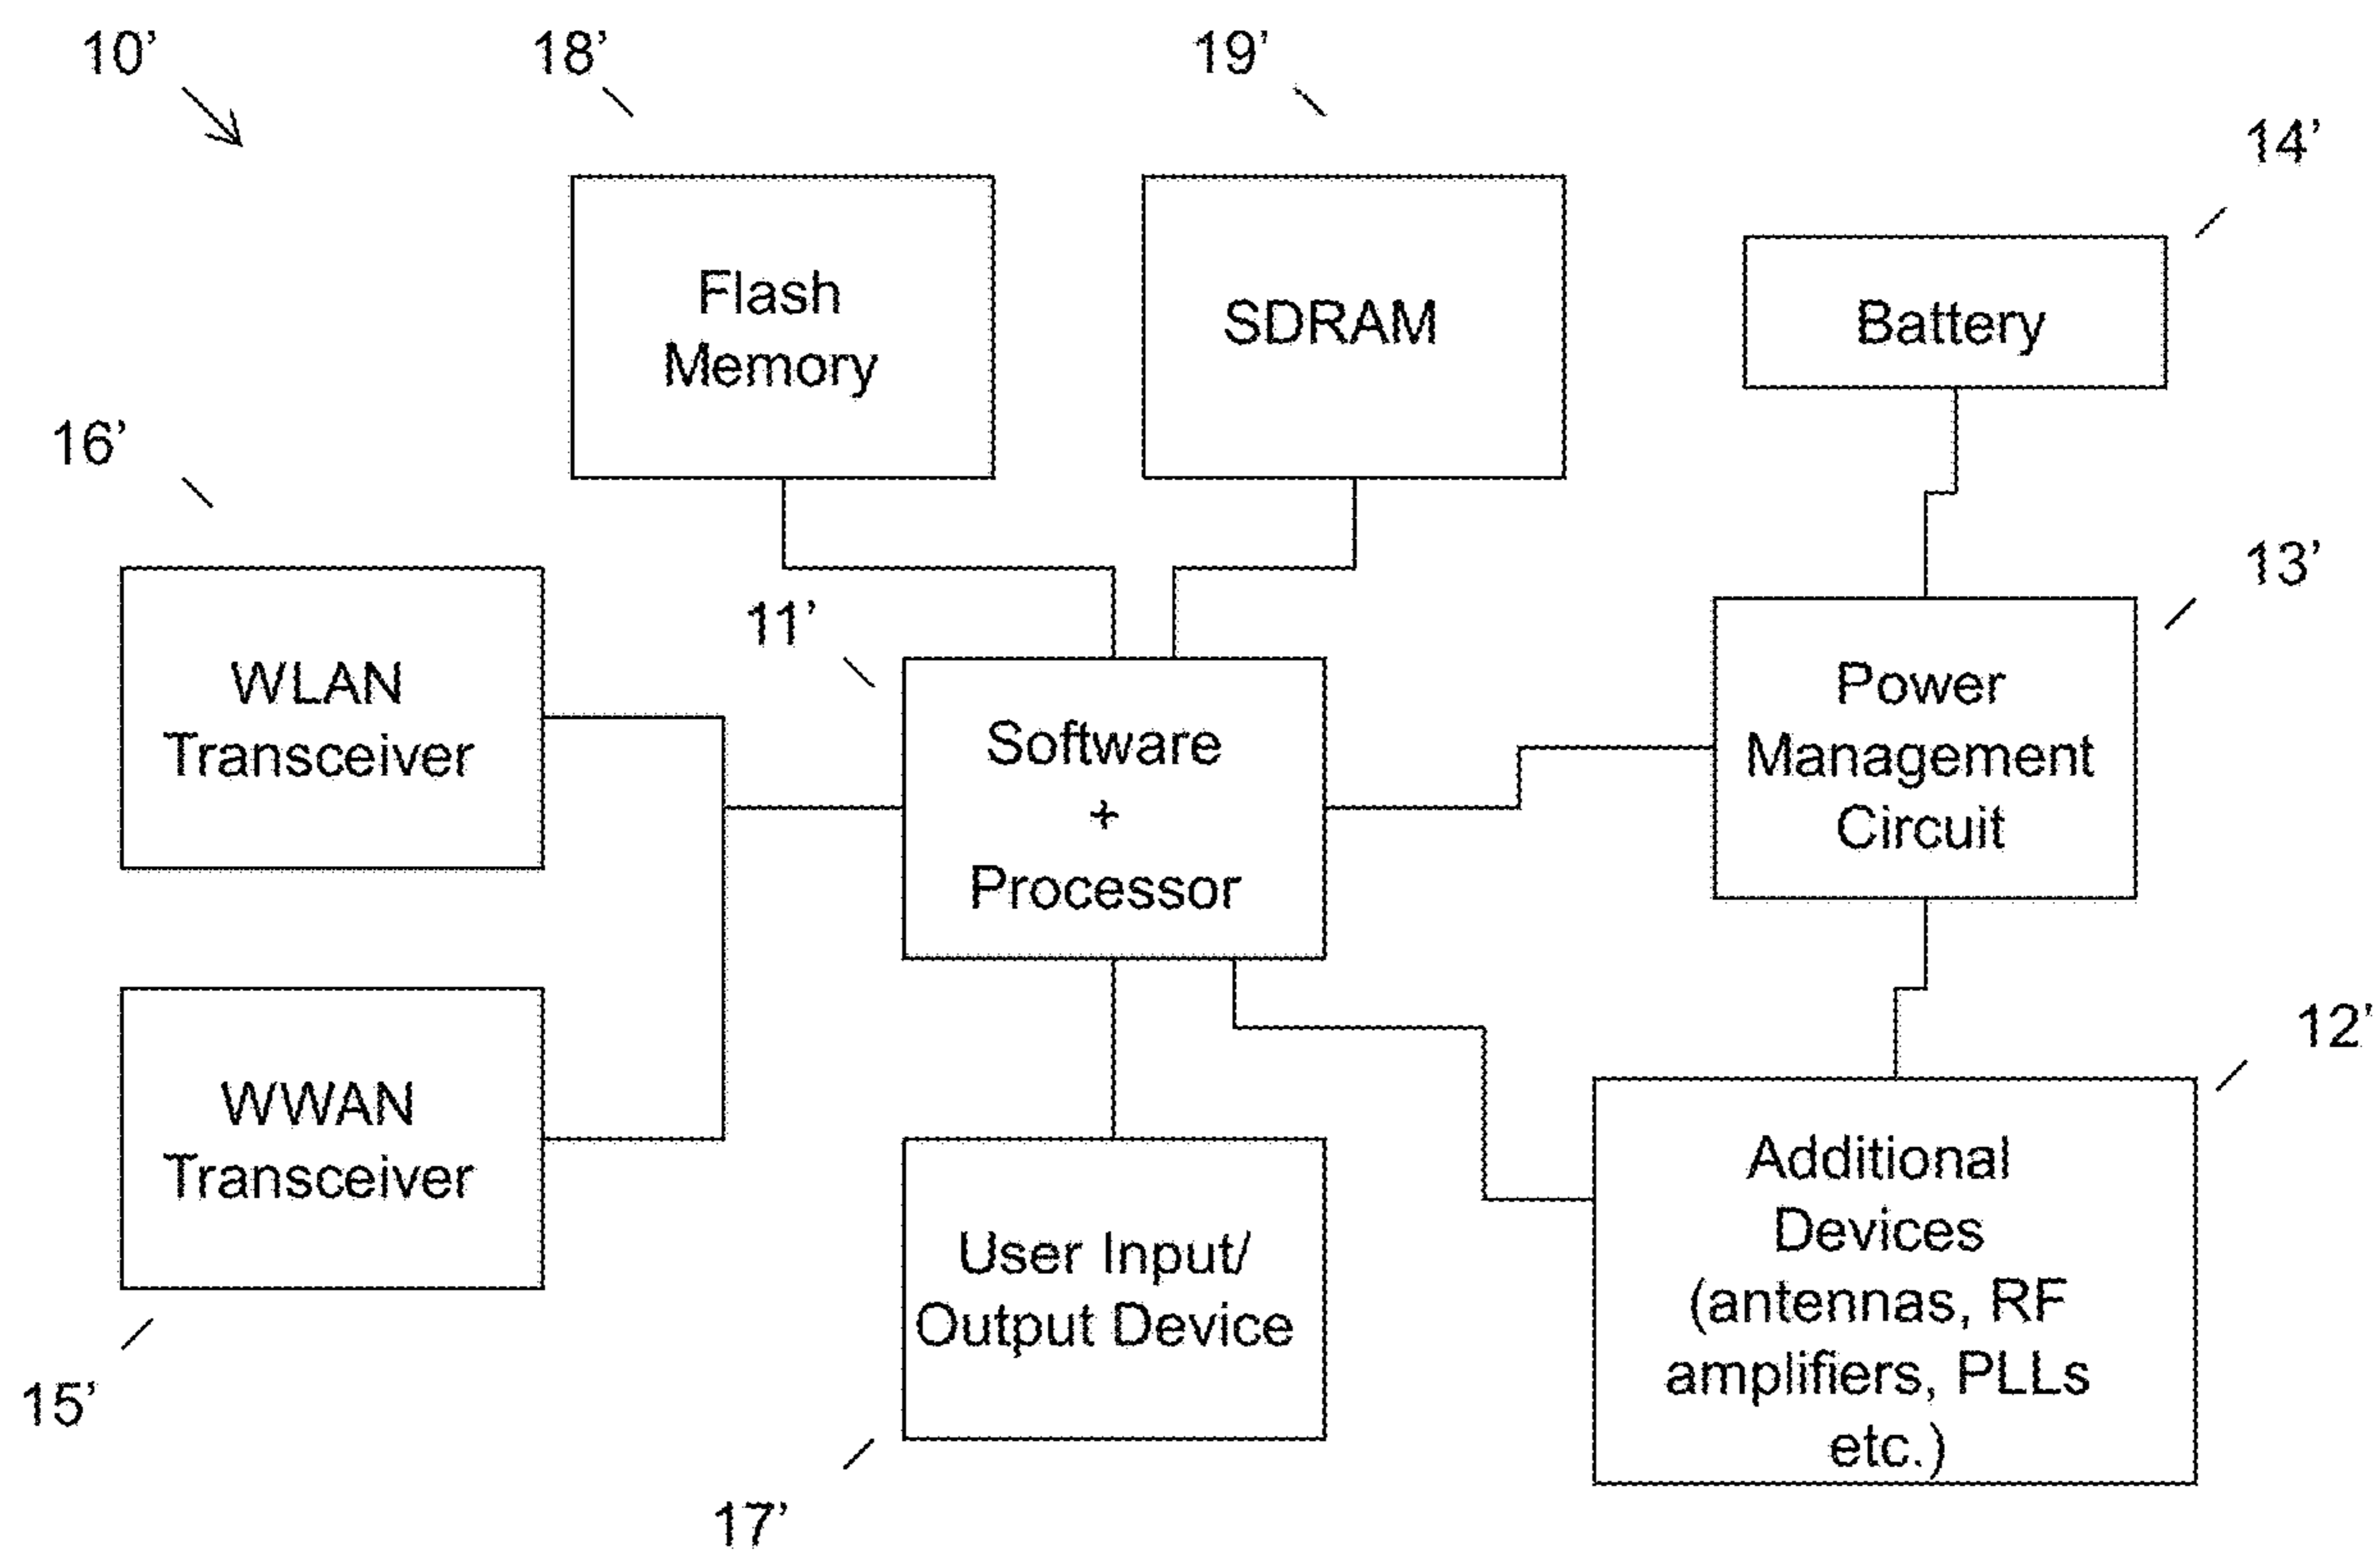 10’
18’
19’
14’
Flash
Memory
SDRAM
Battery
16’
13’
11’
WLAN
Transceiver
Software
+
Processor
Power
Management
Circuit
12’
WWAN
Transceiver
User Input/
Output Device
Additional
Devices
(antennas, RF
amplifiers, PLLs
etc.)
15’
17’